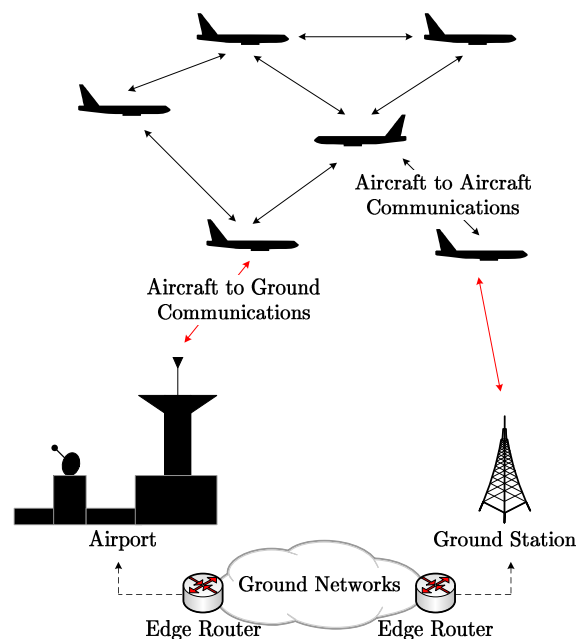 Aircraft to Aircraft
Communications
Aircraft to Ground
Communications
Airport
Ground Station
Ground Networks
Edge Router
Edge Router